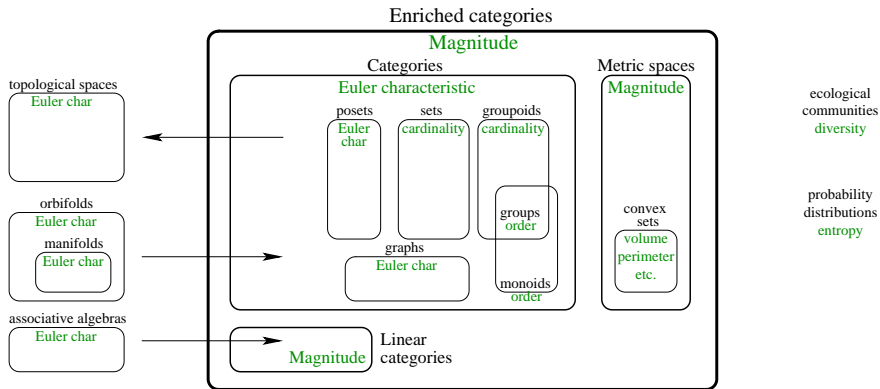 Enriched categories
Magnitude
topological spaces
Euler char
orbifolds
Euler char
manifolds
Euler char
associative algebras
Euler char
Categories
Euler characteristic
posets
Euler
char
sets
cardinality
groupoids
cardinality
groups
order
monoids
order
graphs
Euler char
Magnitude
Linear
categories
Metric spaces
Magnitude
convex
sets
volume
perimeter
etc.
ecological
communities
diversity
probability
distributions
entropy